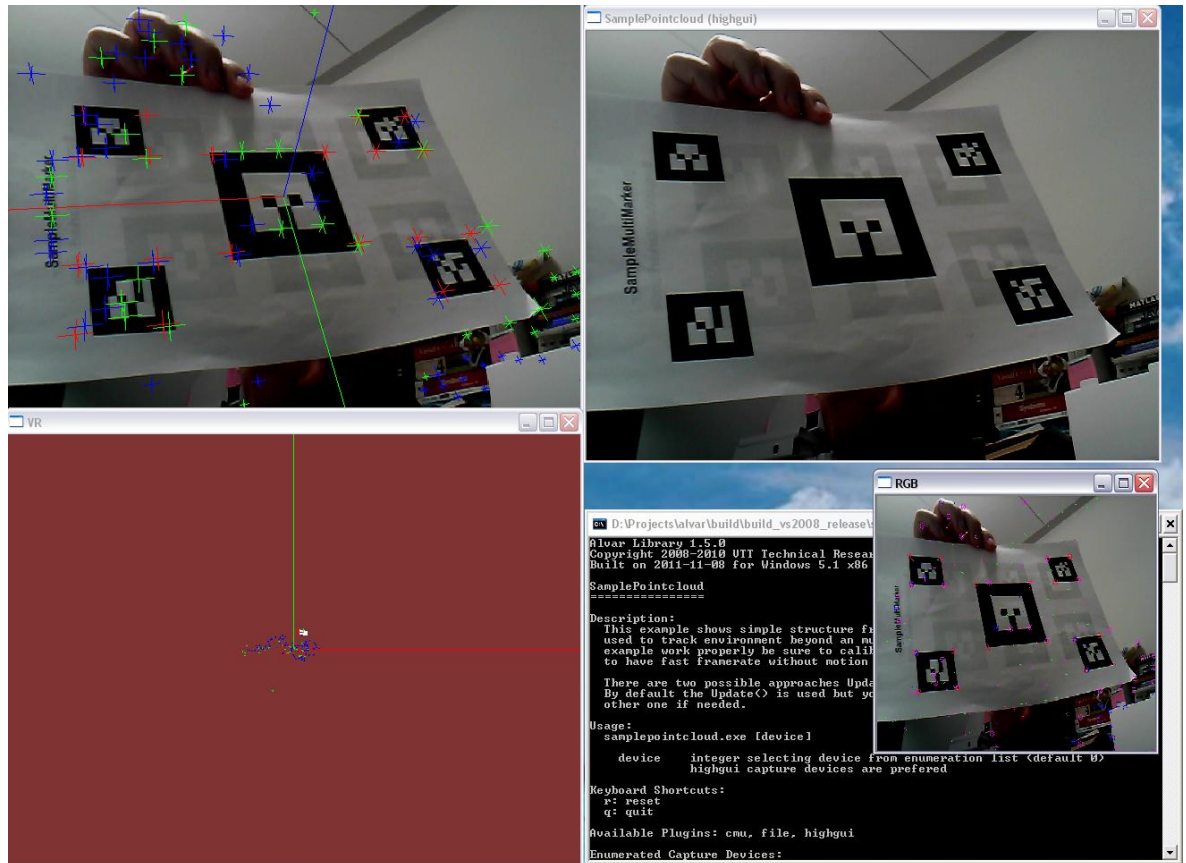 SampleMultiMarker
SamplePointcloud (highgui)
SampleMultiMarker
MATLAB
4
VR
RGB
SampleMultiMarker
D:\Projects\alvar\build\build_vs2008_release\
Alvar Library 1.5.0
Copyright 2008-2010 VTT Technical Resear
Built on 2011-11-08 for Windows 5.1 x86
SamplePointcloud
================
Description:
This example shows simple structure fr
used to track environment beyond an mu
example work properly be sure to calib
to have fast framerate without motion
There are two possible approaches Upda
By default the Update() is used but yo
other one if needed.
Usage:
samplepointcloud.exe [device]
device integer selecting device from enumeration list (default 0)
highgui capture devices are prefered
Keyboard Shortcuts:
r: reset
q: quit
Available Plugins: cmu, file, highgui
Enumerated Capture Devices: